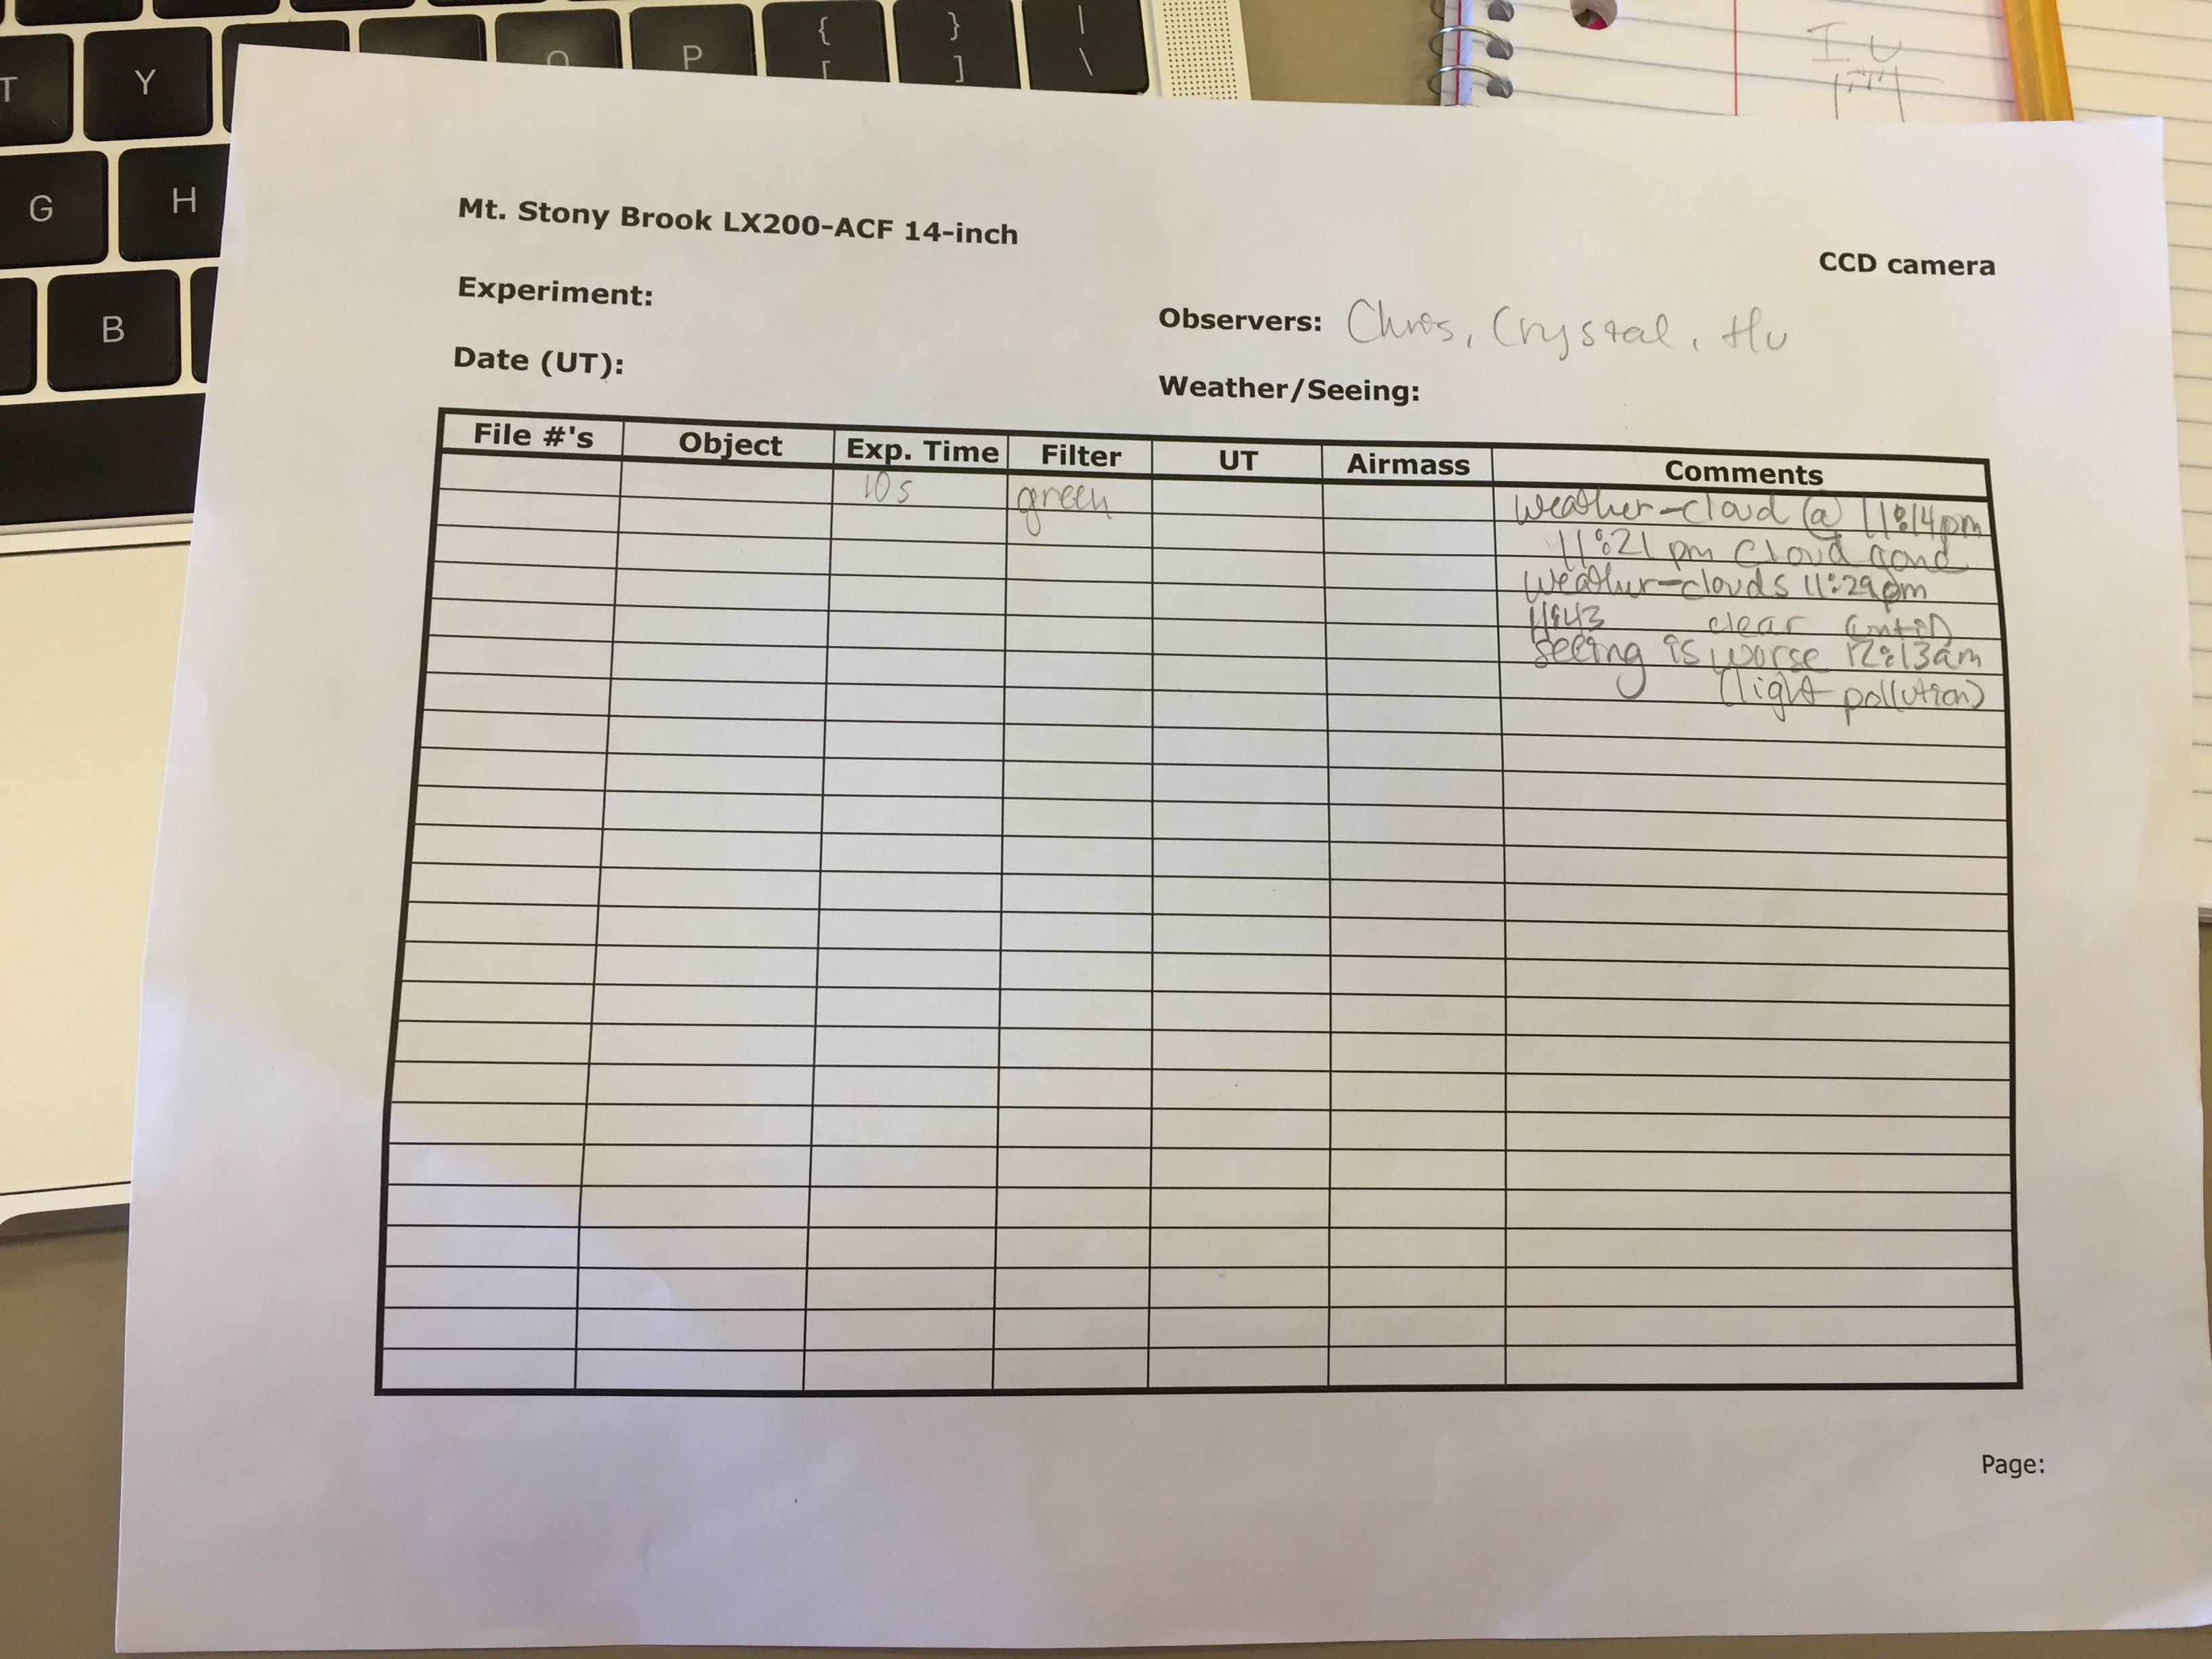 T Y O P { [ } ] | \
G H
B
Mt. Stony Brook LX200-ACF 14-inch
CCD camera
Experiment:
Observers: Chris, Crystal, Hu
Date (UT):
Weather/Seeing:
File #'s Object Exp. Time Filter UT Airmass Comments
10s green weather-cloud @ 11:14pm
11:21 pm cloud gone
weather-clouds 11:29pm
11:43 clear
seeing is worse 12:13am
(light pollution)
Page: